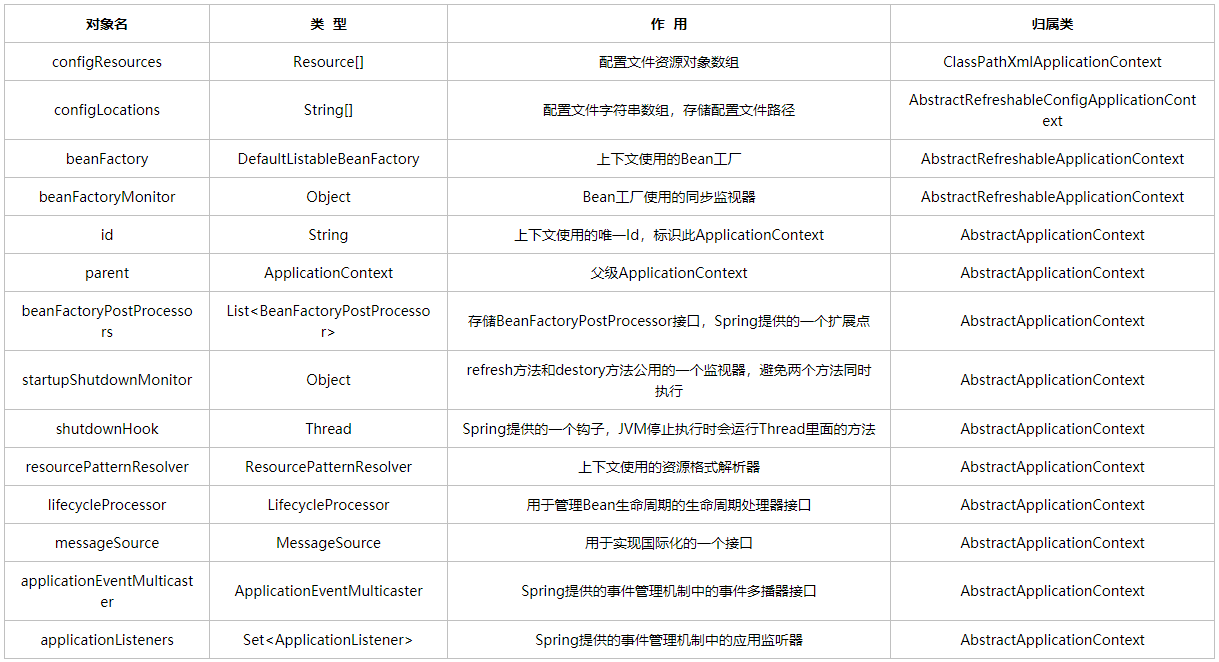 对象名 类 型 作 用 归属类
configResources Resource[] 配置文件资源对象数组 ClassPathXmlApplicationContext
configLocations String[] 配置文件字符串数组，存储配置文件路径 AbstractRefreshableConfigApplicationCont
ext
beanFactory DefaultListableBeanFactory 上下文使用的Bean工厂 AbstractRefreshableApplicationContext
beanFactoryMonitor Object Bean工厂使用的同步监视器 AbstractRefreshableApplicationContext
id String 上下文使用的唯一Id，标识此ApplicationContext AbstractApplicationContext
parent ApplicationContext 父级ApplicationContext AbstractApplicationContext
beanFactoryPostProcesso
rs
List<BeanFactoryPostProcesso
r>
存储BeanFactoryPostProcessor接口，Spring提供的一个扩展点 AbstractApplicationContext
startupShutdownMonitor Object
refresh方法和destory方法公用的一个监视器，避免两个方法同时
执行
AbstractApplicationContext
shutdownHook Thread Spring提供的一个钩子，JVM停止执行时会运行Thread里面的方法 AbstractApplicationContext
resourcePatternResolver ResourcePatternResolver 上下文使用的资源格式解析器 AbstractApplicationContext
lifecycleProcessor LifecycleProcessor 用于管理Bean生命周期的生命周期处理器接口 AbstractApplicationContext
messageSource MessageSource 用于实现国际化的一个接口 AbstractApplicationContext
applicationEventMulticast
er
ApplicationEventMulticaster Spring提供的事件管理机制中的事件多播器接口 AbstractApplicationContext
applicationListeners Set<ApplicationListener> Spring提供的事件管理机制中的应用监听器 AbstractApplicationContext